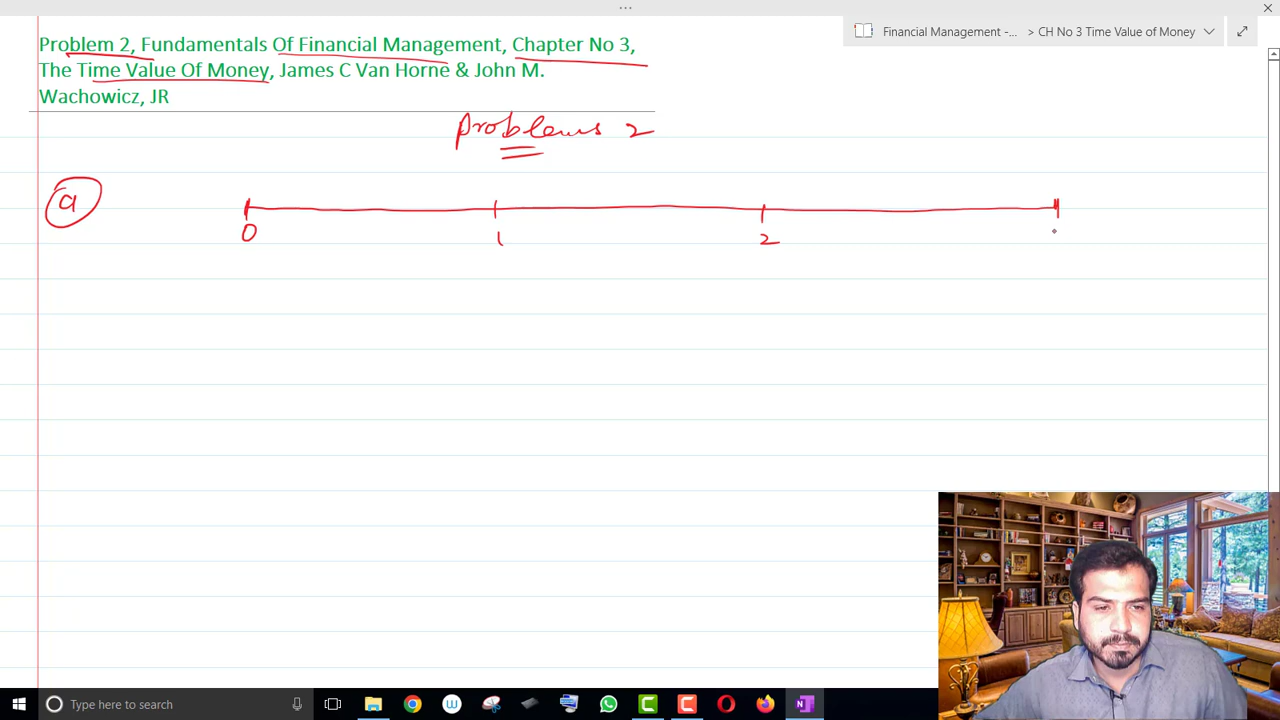 Financial Management -... > CH No 3 Time Value of Money
Problem 2, Fundamentals Of Financial Management, Chapter No 3,
The Time Value Of Money, James C Van Horne & John M.
Wachowicz, JR
Problems 2
a
0 1 2
Type here to search